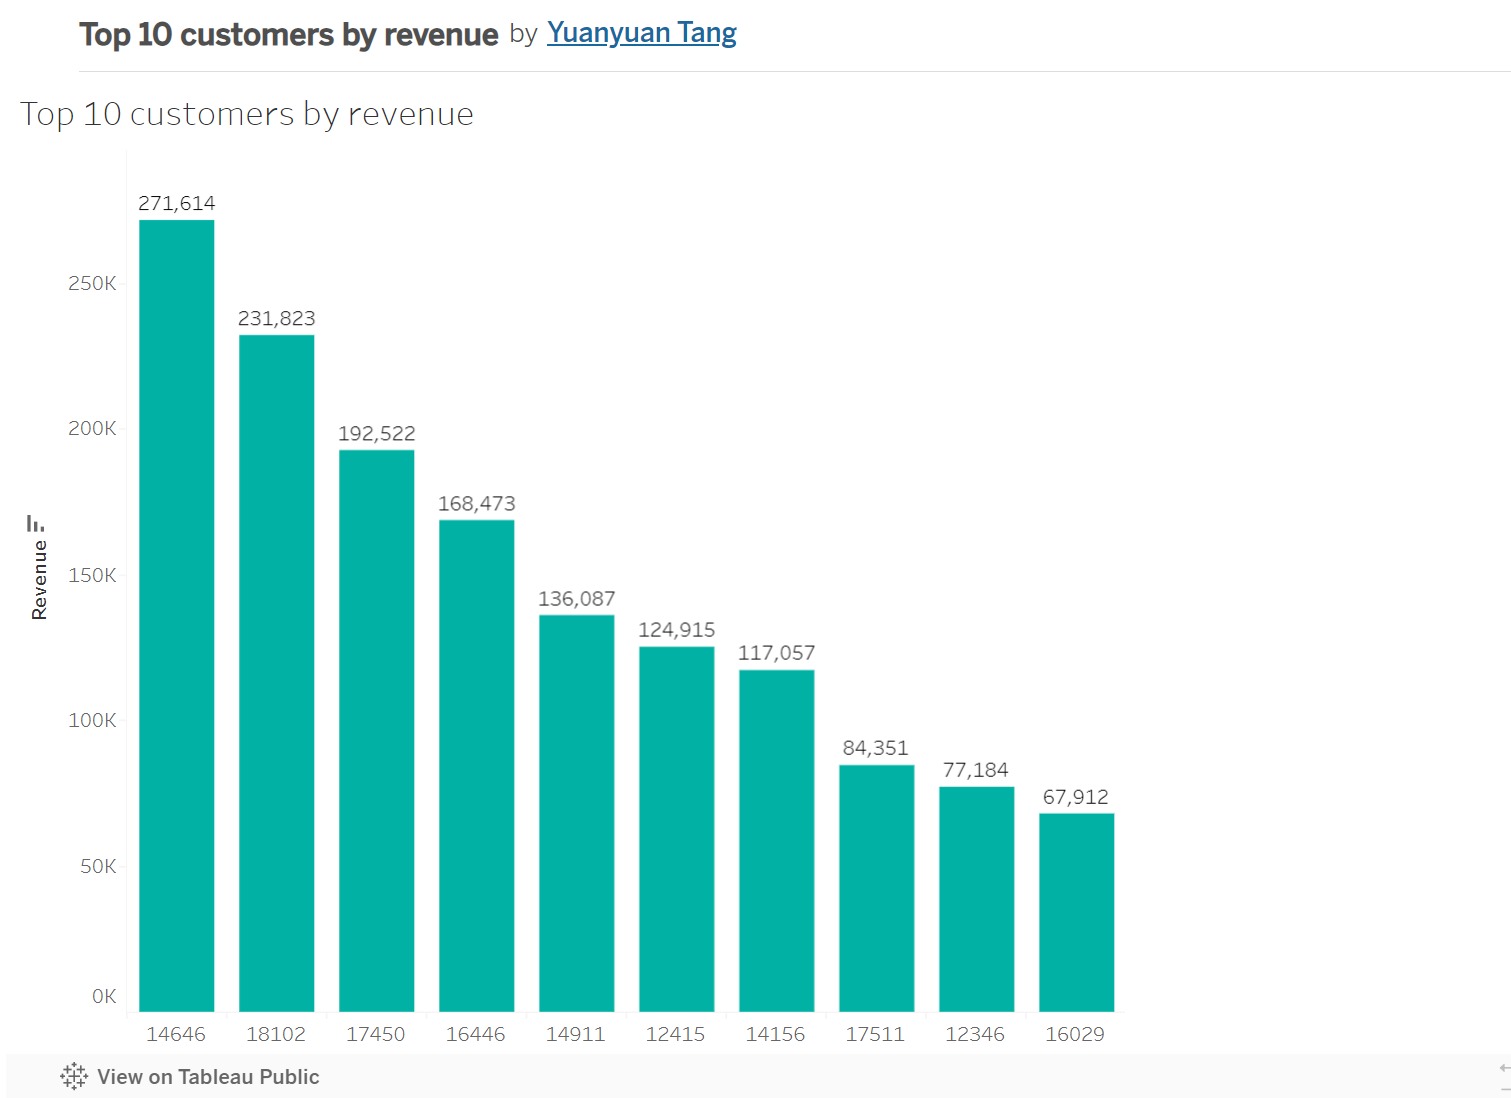 Top 10 customers by revenue by Yuanyuan Tang
Top 10 customers by revenue
271,614
231,823
192,522
168,473
136,087
124,915
117,057
84,351
77,184
67,912
250K
200K
150K
100K
50K
0K
Revenue
14646 18102 17450 16446 14911 12415 14156 17511 12346 16029
View on Tableau Public